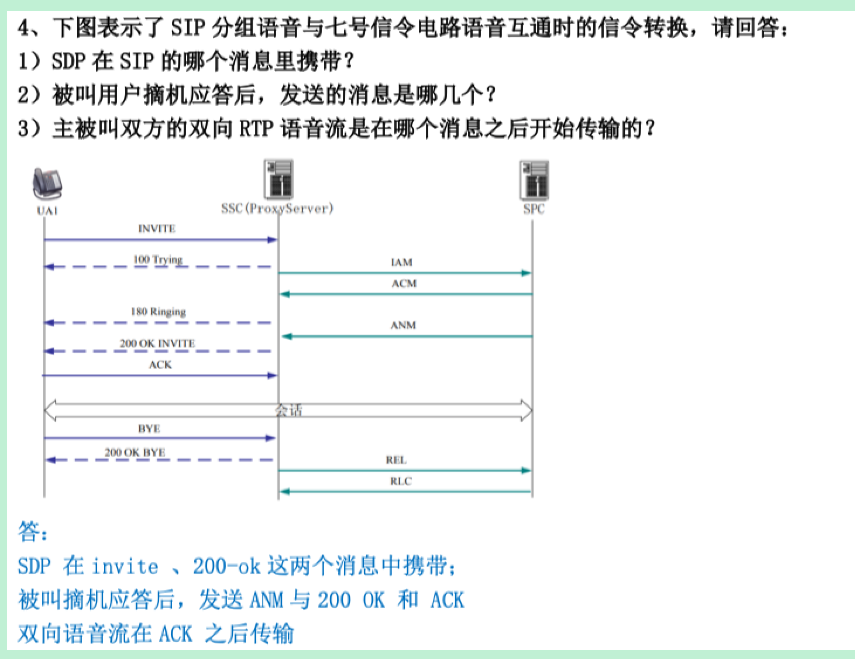 4、下图表示了 SIP 分组语音与七号信令电路语音互通时的信令转换，请回答：
1）SDP 在 SIP 的哪个消息里携带？
2）被叫用户摘机应答后，发送的消息是哪几个？
3）主被叫双方的双向 RTP 语音流是在哪个消息之后开始传输的？
UA1
SSC(ProxyServer)
SPC
INVITE
100 Trying
IAM
ACM
180 Ringing
ANM
200 OK INVITE
ACK
会话
BYE
200 OK BYE
REL
RLC
答：
SDP 在 invite 、200-ok 这两个消息中携带；
被叫摘机应答后，发送 ANM 与 200 OK 和 ACK
双向语音流在 ACK 之后传输